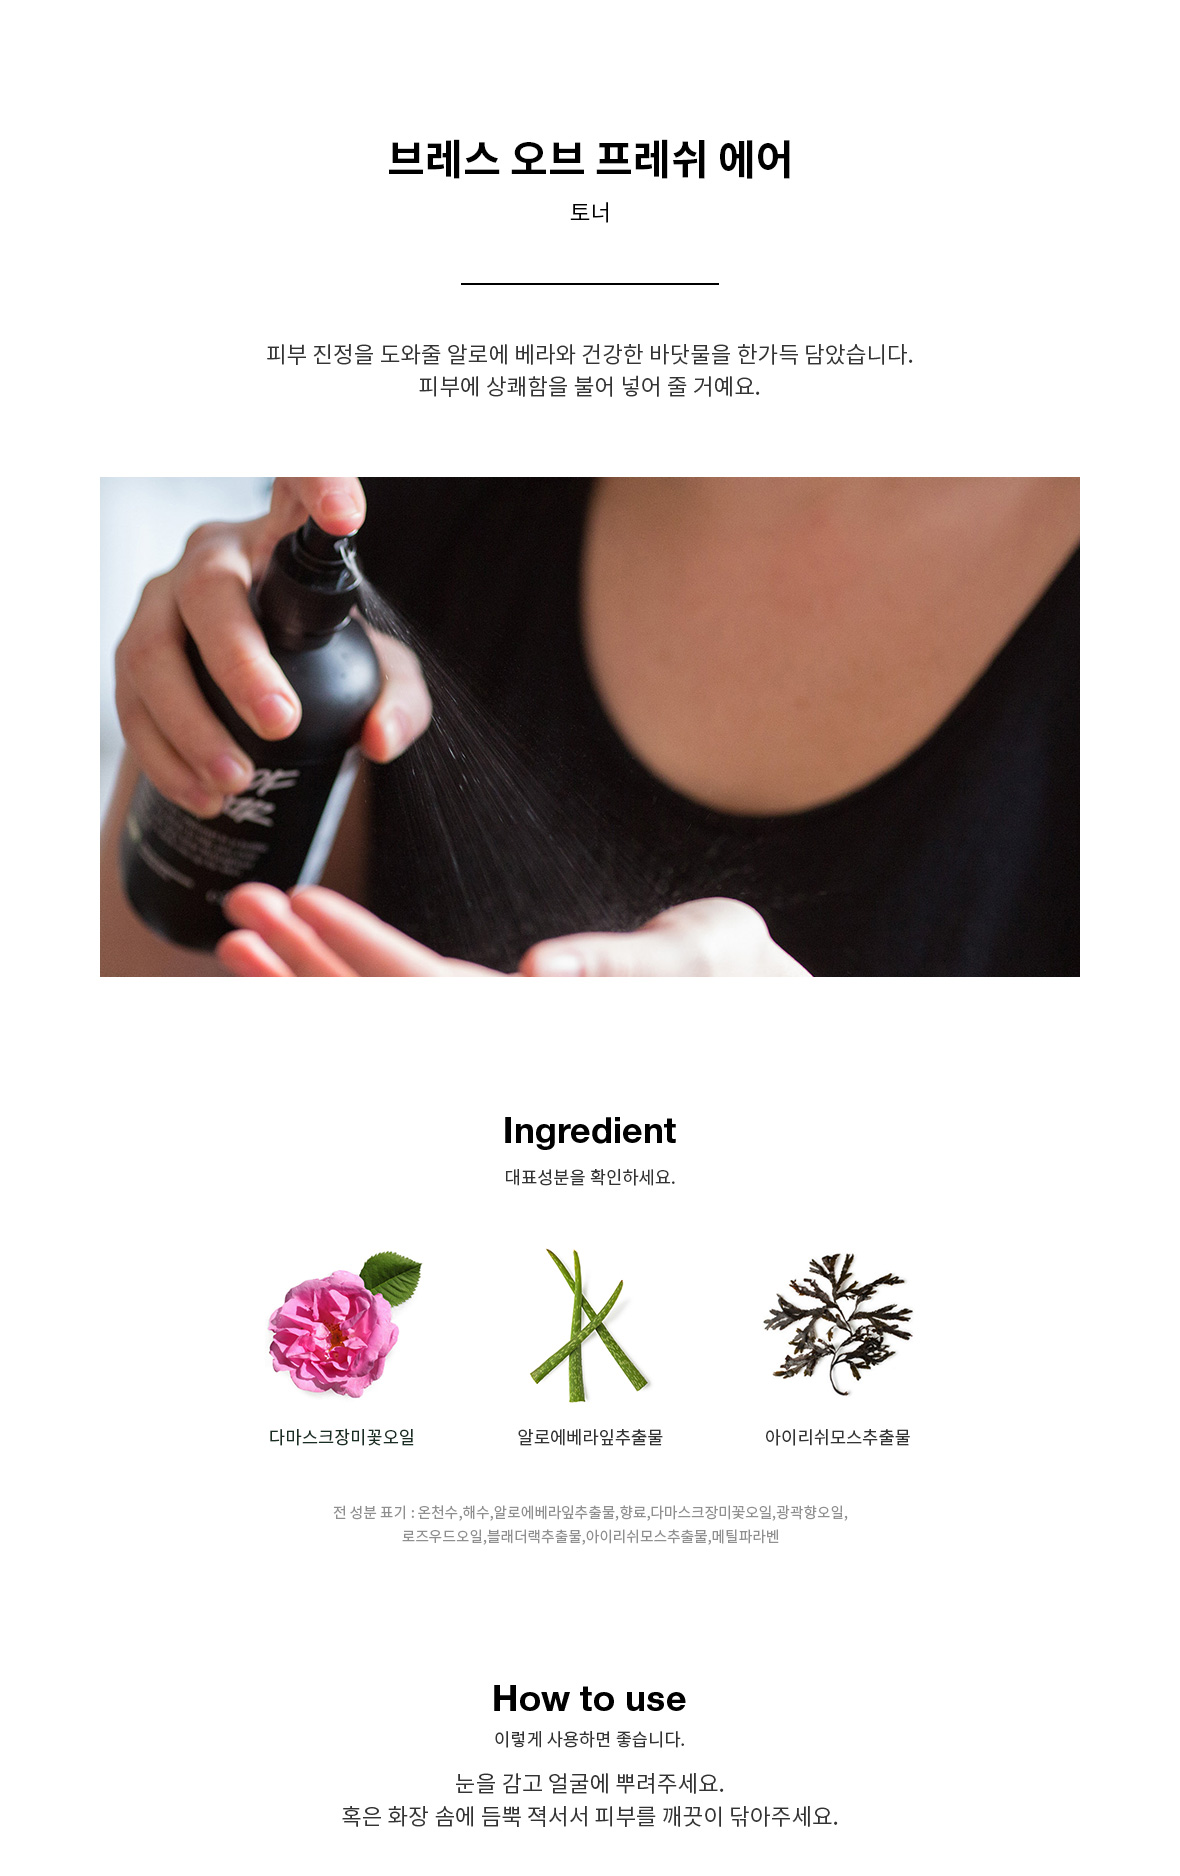 브레스 오브 프레쉬 에어
토너
피부 진정을 도와줄 알로에 베라와 건강한 바닷물을 한가득 담았습니다.
피부에 상쾌함을 불어 넣어 줄 거예요.
OF
Ingredient
대표성분을 확인하세요.
다마스크장미꽃오일
알로에베라잎추출물
아이리쉬모스추출물
전 성분 표기 : 온천수,해수,알로에베라잎추출물,향료,다마스크장미꽃오일,광곽향오일,
로즈우드오일,블래더랙추출물,아이리쉬모스추출물,메틸파라벤
How to use
이렇게 사용하면 좋습니다.
눈을 감고 얼굴에 뿌려주세요.
혹은 화장 솜에 듬뿍 젹셔서 피부를 깨끗이 닦아주세요.